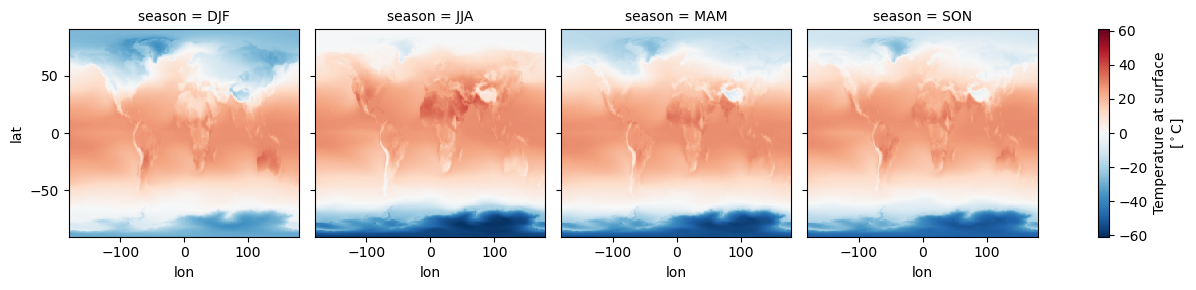 season = DJF
season = JJA
season = MAM
season = SON
lat
50
0
−50
−100
0
100
−100
0
100
−100
0
100
−100
0
100
lon
lon
lon
lon
60
40
20
0
−20
−40
−60
Temperature at surface
[°C]